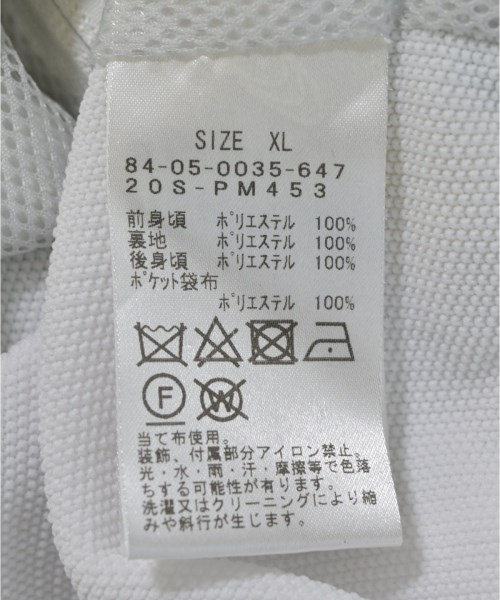 SIZE XL
84-05-0035-647
20S-PM453
前身頃 ポリエステル 100%
裏地 ポリエステル 100%
後身頃 ポリエステル 100%
ポケット袋布
ポリエステル 100%
F W
当て布使用。
装飾、付属部分アイロン禁止。
光・水・雨・汗・摩擦等で色落
ちする可能性が有ります。
洗濯又はクリーニングにより縮
みや斜行が生じます。